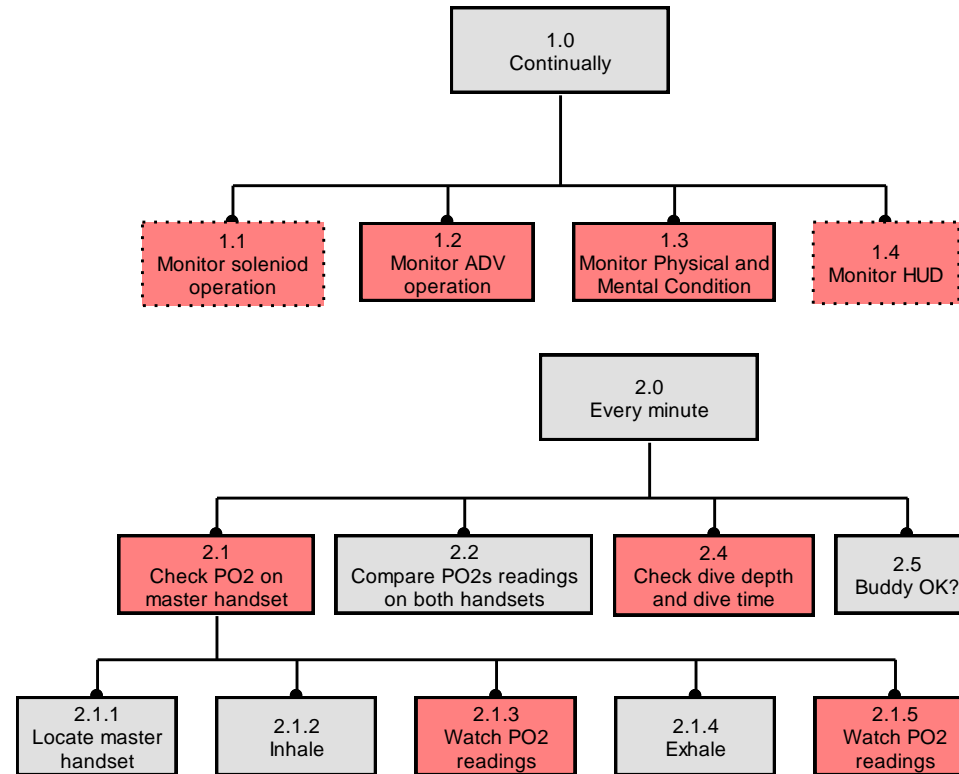 1.0
Continually
1.1
Monitor soleniod
operation
1.2
Monitor ADV
operation
1.3
Monitor Physical and
Mental Condition
1.4
Monitor HUD
2.0
Every minute
2.1
Check PO2 on
master handset
2.2
Compare PO2s readings
on both handsets
2.4
Check dive depth
and dive time
2.5
Buddy OK?
2.1.1
Locate master
handset
2.1.2
Inhale
2.1.3
Watch PO2
readings
2.1.4
Exhale
2.1.5
Watch PO2
readings